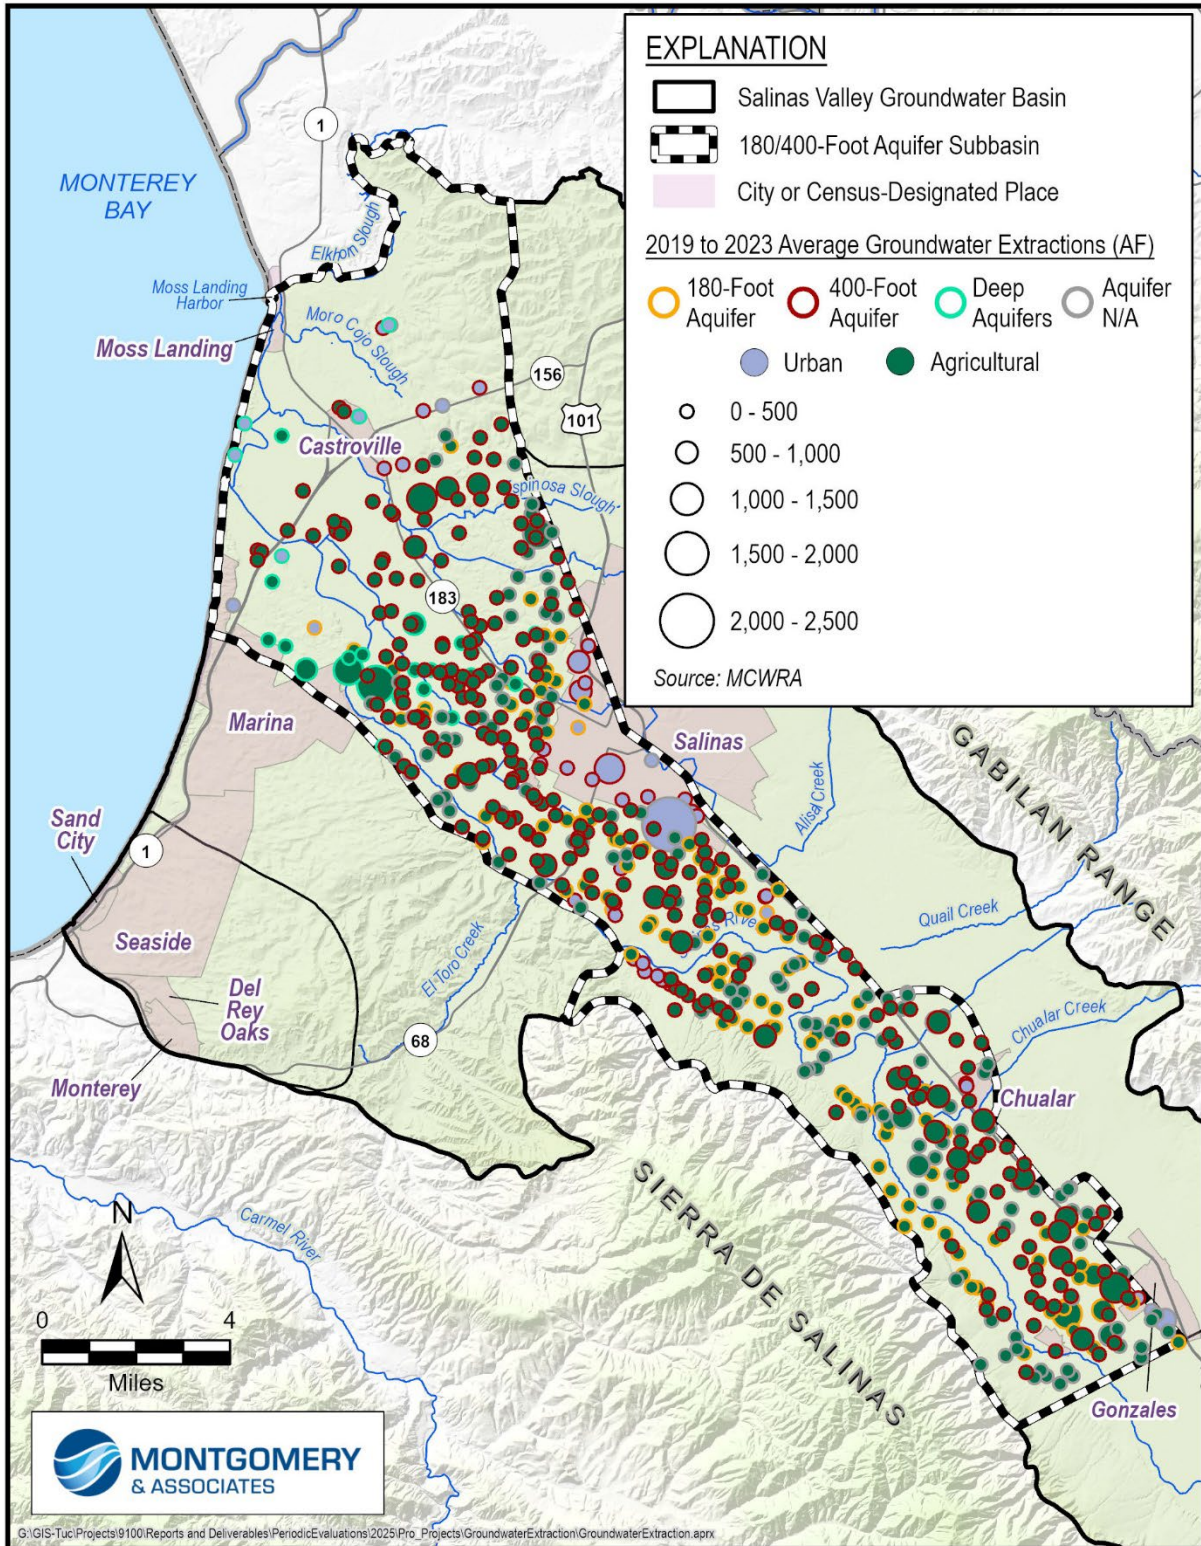 EXPLANATION
Salinas Valley Groundwater Basin
180/400-Foot Aquifer Subbasin
City or Census-Designated Place
2019 to 2023 Average Groundwater Extractions (AF)
180-Foot
Aquifer
400-Foot
Aquifer
Deep
Aquifers
Aquifer
N/A
Urban
Agricultural
0 - 500
500 - 1,000
1,000 - 1,500
1,500 - 2,000
2,000 - 2,500
Source: MCWRA
1
MONTEREY
BAY
Elkhorn Slough
Moss Landing
Harbor
Moro Cojo Slough
Moss Landing
156
101
Castroville
spinosa Slough
183
Marina
Salinas
GABILAN RANGE
Alisal Creek
Sand
City
1
Seaside
Quail Creek
El Toro Creek
Del
Rey
Oaks
68
Chualar Creek
Monterey
Chualar
SIERRA DE SALINAS
Carmel River
N
0
4
Miles
Gonzales
MONTGOMERY
& ASSOCIATES
G:\GIS-Tuc\Projects\9100\Reports and Deliverables\PeriodicEvaluations\2025\Pro_Projects\GroundwaterExtraction\GroundwaterExtraction.aprx